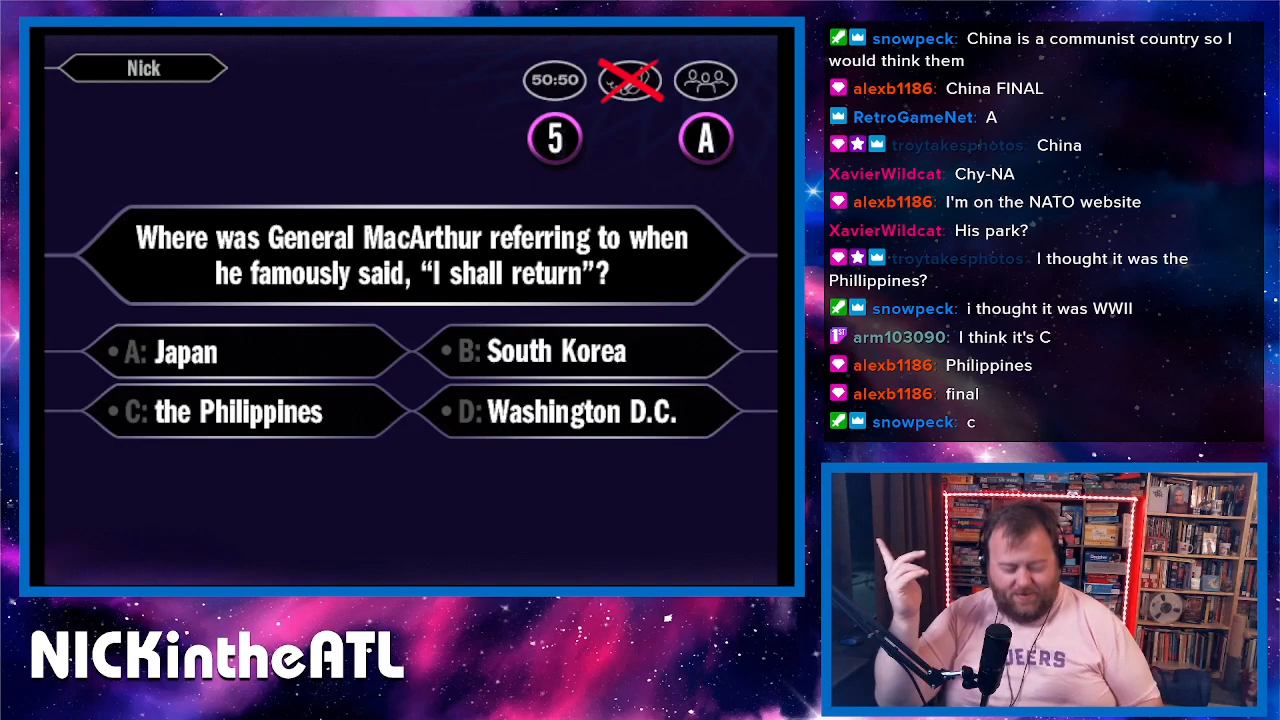 Nick
50:50
5
A
Where was General MacArthur referring to when
he famously said, “I shall return”?
• A: Japan
• B: South Korea
• C: the Philippines
• D: Washington D.C.
NICKintheATL
snowpeck: China is a communist country so I
would think them
alexb1186: China FINAL
RetroGameNet: A
troytakesphotos: China
XavierWildcat: Chy-NA
alexb1186: I'm on the NATO website
XavierWildcat: His park?
troytakesphotos: I thought it was the
Phillippines?
snowpeck: i thought it was WWII
1ST arm103090: I think it's C
alexb1186: Philippines
alexb1186: final
snowpeck: c